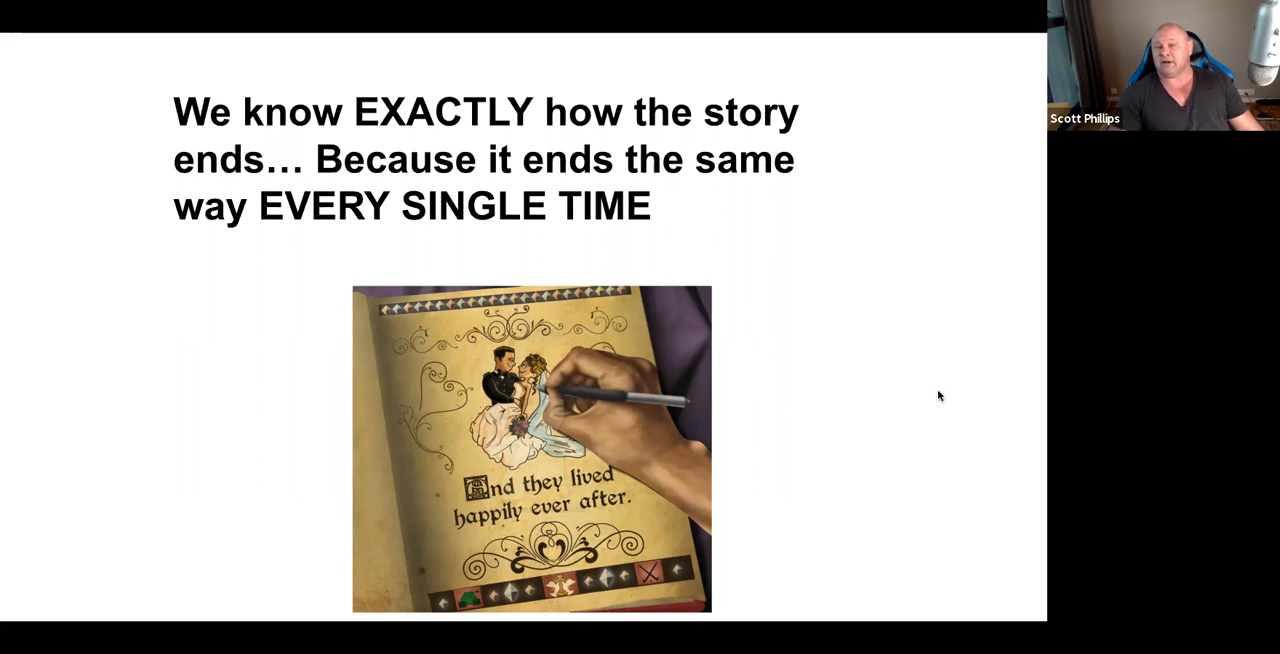 We know EXACTLY how the story
ends… Because it ends the same
way EVERY SINGLE TIME
Scott Phillips
And they lived
happily ever after.